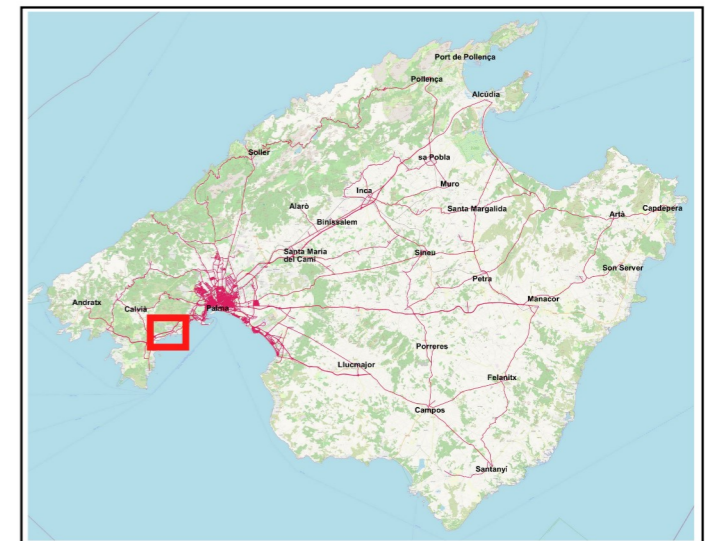 Port de Pollença
Pollença
Alcúdia
Soller
sa Pobla
Inca
Muro
Alaró
Santa Margalida
Binissalem
Artà
Capdepera
Santa Maria
del Camí
Sineu
Son Server
Petra
Andratx
Calvià
Palma
Manacor
Porreres
Llucmajor
Felanitx
Campos
Santanyí